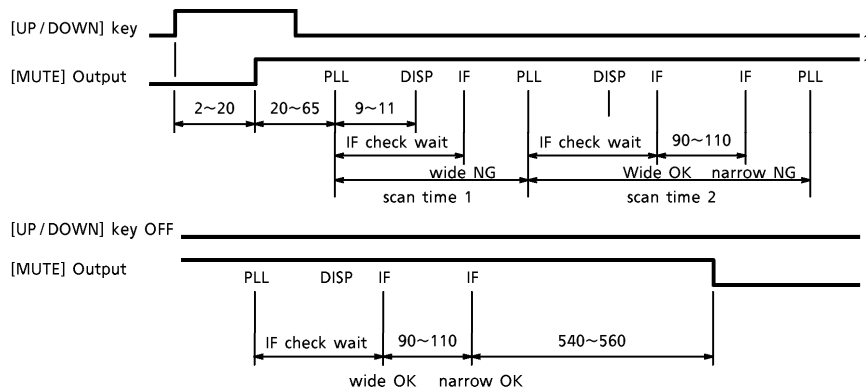 [UP/DOWN] key
[MUTE] Output
PLL DISP IF PLL DISP IF IF PLL
2~20 20~65 9~11
IF check wait IF check wait 90~110
wide NG Wide OK narrow NG
scan time 1 scan time 2
[UP/DOWN] key OFF
[MUTE] Output
PLL DISP IF IF
IF check wait 90~110 540~560
wide OK narrow OK